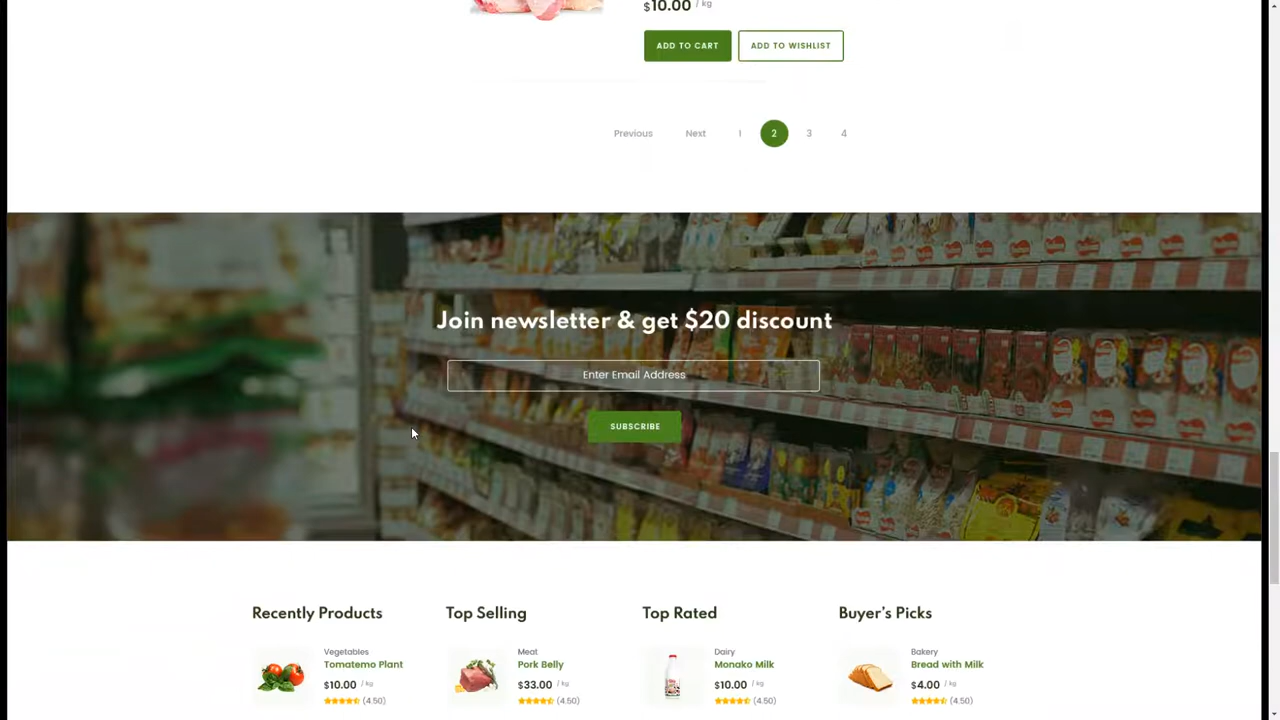 $10.00 / kg
ADD TO CART ADD TO WISHLIST
Previous Next 1 2 3 4
Join newsletter & get $20 discount
Enter Email Address
SUBSCRIBE
Recently Products Top Selling Top Rated Buyer's Picks
Vegetables Meat Dairy Bakery
Tomatemo Plant Pork Belly Monako Milk Bread with Milk
$10.00 / kg $33.00 / kg $10.00 / kg $4.00 / kg
(4.50) (4.50) (4.50) (4.50)